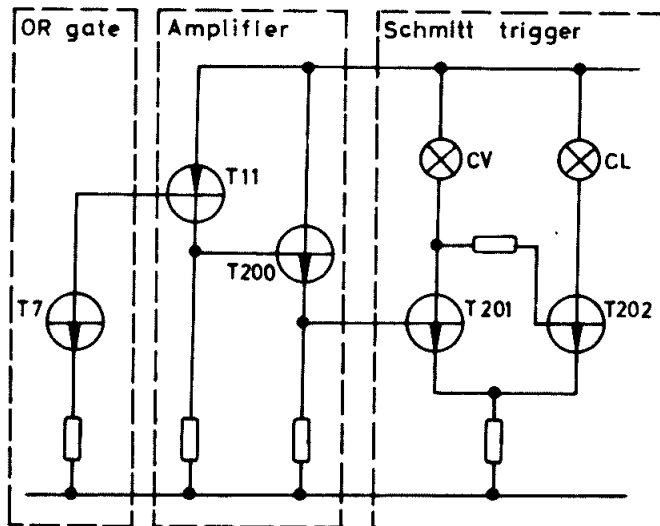 OR gate
Amplifier
Schmitt trigger
CV
CL
T11
T200
T7
T201
T202